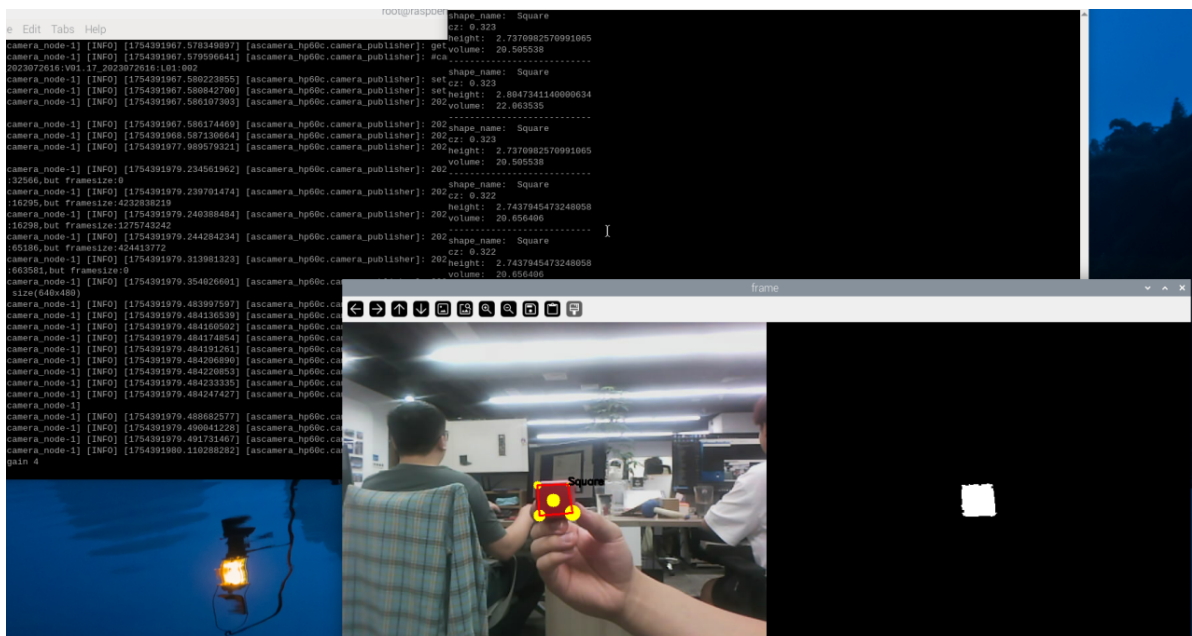 root@raspber
e Edit Tabs Help
camera_node-1] [INFO] [1754391967.578349897] [ascamera_hp60c.camera_publisher]: get
camera_node-1] [INFO] [1754391967.579596641] [ascamera_hp60c.camera_publisher]: #ca
2023072616:V01.17_2023072616:L01:002
camera_node-1] [INFO] [1754391967.580223855] [ascamera_hp60c.camera_publisher]: set
camera_node-1] [INFO] [1754391967.580842700] [ascamera_hp60c.camera_publisher]: set
camera_node-1] [INFO] [1754391967.586107303] [ascamera_hp60c.camera_publisher]: 202
camera_node-1] [INFO] [1754391967.586174469] [ascamera_hp60c.camera_publisher]: 202
camera_node-1] [INFO] [1754391968.587130664] [ascamera_hp60c.camera_publisher]: 202
camera_node-1] [INFO] [1754391977.989579321] [ascamera_hp60c.camera_publisher]: 202
camera_node-1] [INFO] [1754391979.234561962] [ascamera_hp60c.camera_publisher]: 202
:32566,but framesize:0
camera_node-1] [INFO] [1754391979.239701474] [ascamera_hp60c.camera_publisher]: 202
:16295,but framesize:4232838219
camera_node-1] [INFO] [1754391979.240388484] [ascamera_hp60c.camera_publisher]: 202
:16298,but framesize:1275743242
camera_node-1] [INFO] [1754391979.244284234] [ascamera_hp60c.camera_publisher]: 202
:65186,but framesize:424413772
camera_node-1] [INFO] [1754391979.313981323] [ascamera_hp60c.camera_publisher]: 202
:663581,but framesize:0
camera_node-1] [INFO] [1754391979.354026601]
size(640x480)
camera_node-1] [INFO] [1754391979.483997597] [ascamera_hp60c.ca
camera_node-1] [INFO] [1754391979.484136539] [ascamera_hp60c.ca
camera_node-1] [INFO] [1754391979.484160502] [ascamera_hp60c.ca
camera_node-1] [INFO] [1754391979.484174854] [ascamera_hp60c.ca
camera_node-1] [INFO] [1754391979.484191261] [ascamera_hp60c.ca
camera_node-1] [INFO] [1754391979.484206890] [ascamera_hp60c.ca
camera_node-1] [INFO] [1754391979.484220853] [ascamera_hp60c.ca
camera_node-1] [INFO] [1754391979.484233335] [ascamera_hp60c.ca
camera_node-1] [INFO] [1754391979.484247427] [ascamera_hp60c.ca
camera_node-1]
camera_node-1] [INFO] [1754391979.488682577] [ascamera_hp60c.ca
camera_node-1] [INFO] [1754391979.490041228] [ascamera_hp60c.ca
camera_node-1] [INFO] [1754391979.491731467] [ascamera_hp60c.ca
camera_node-1] [INFO] [1754391980.110288282] [ascamera_hp60c.ca
gain 4
shape_name: Square
cz: 0.323
height: 2.7370982570991065
volume: 20.505538
--------------------------
shape_name: Square
cz: 0.323
height: 2.8047341140000634
volume: 22.063535
--------------------------
shape_name: Square
cz: 0.323
height: 2.7370982570991065
volume: 20.505538
--------------------------
shape_name: Square
cz: 0.322
height: 2.7437945473248058
volume: 20.656406
--------------------------
shape_name: Square
cz: 0.322
height: 2.7437945473248058
volume: 20.656406
frame
Square